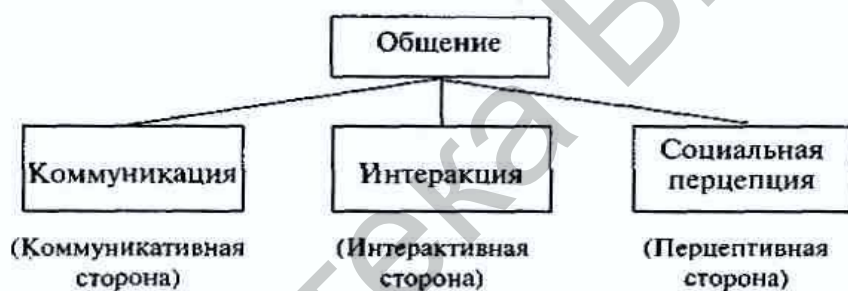 Общение
Коммуникация
Интеракция
Социальная
перцепция
(Коммуникативная
сторона)
(Интерактивная
сторона)
(Перцептивная
сторона)